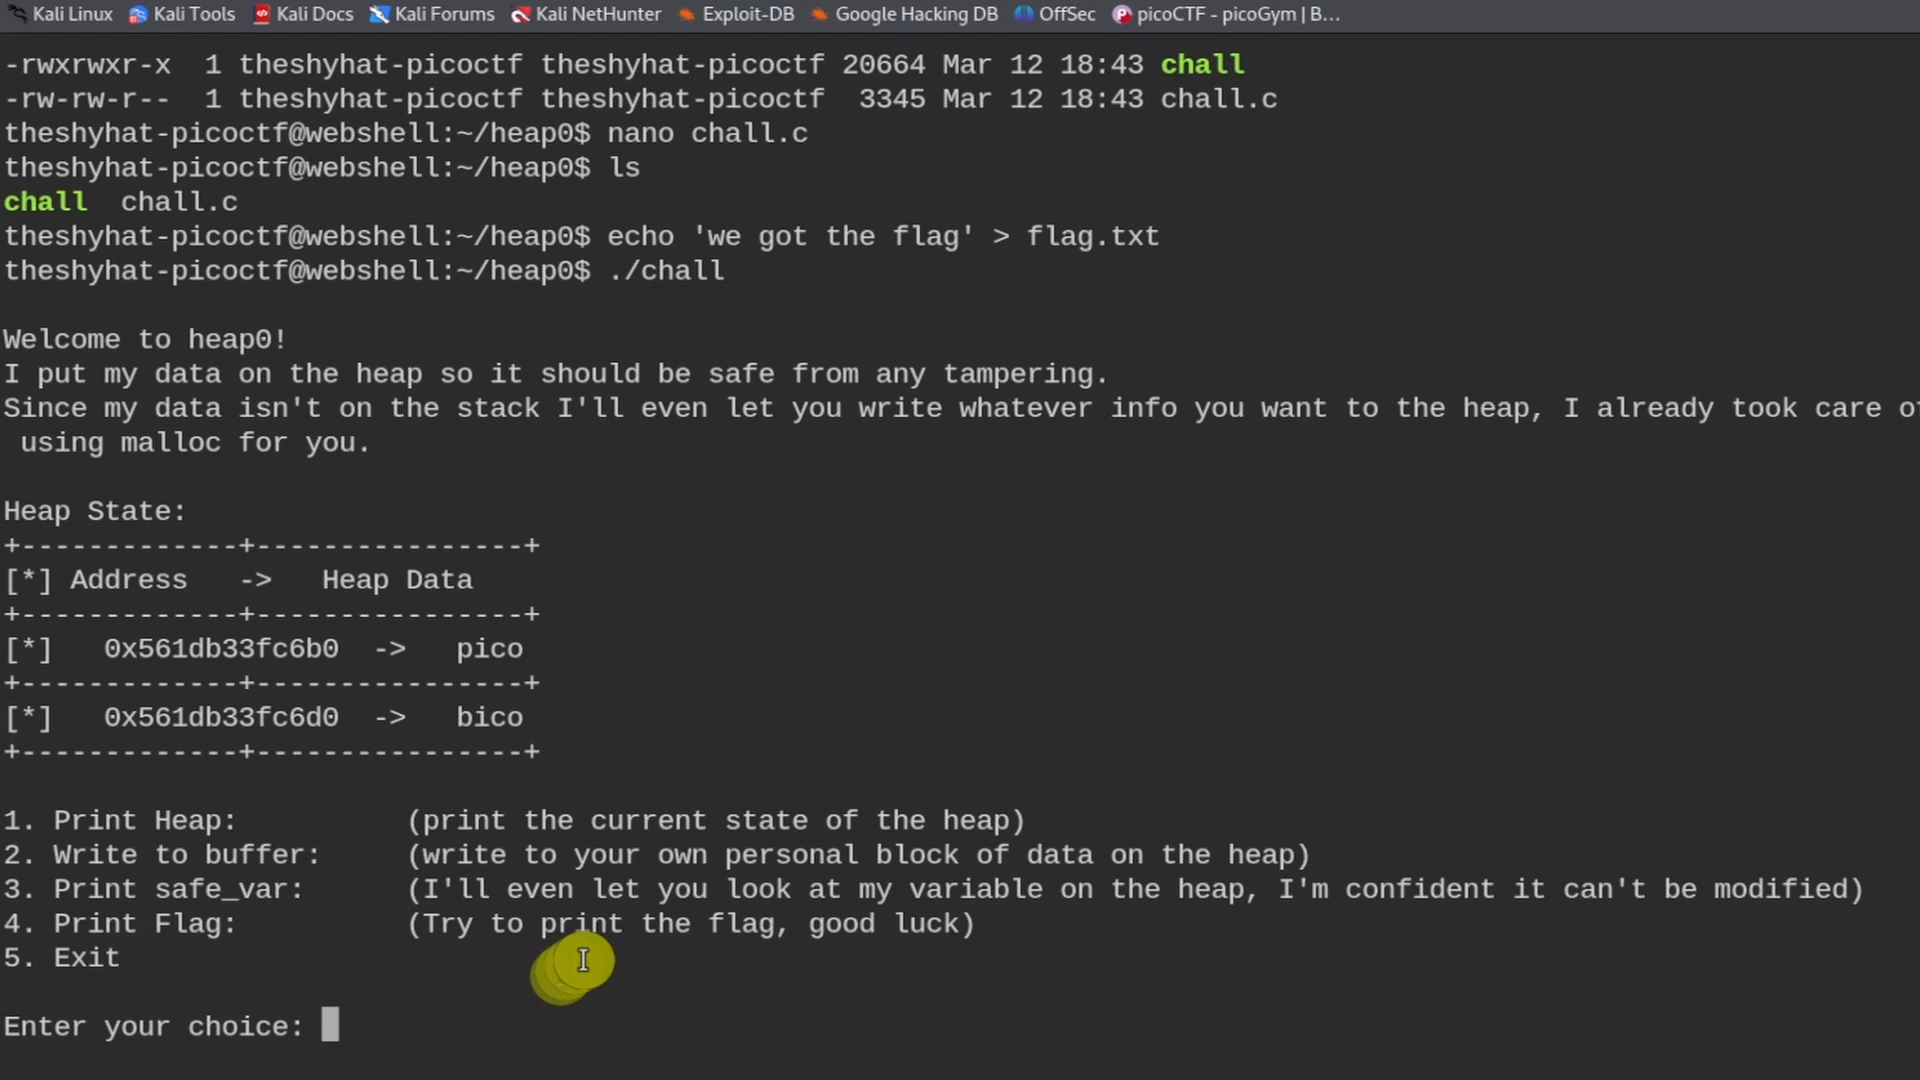 Kali Linux Kali Tools Kali Docs Kali Forums Kali NetHunter Exploit-DB Google Hacking DB OffSec picoCTF - picoGym | B...
-rwxrwxr-x 1 theshyhat-picoctf theshyhat-picoctf 20664 Mar 12 18:43 chall
-rw-rw-r-- 1 theshyhat-picoctf theshyhat-picoctf 3345 Mar 12 18:43 chall.c
theshyhat-picoctf@webshell:~/heap0$ nano chall.c
theshyhat-picoctf@webshell:~/heap0$ ls
chall chall.c
theshyhat-picoctf@webshell:~/heap0$ echo 'we got the flag' > flag.txt
theshyhat-picoctf@webshell:~/heap0$ ./chall
Welcome to heap0!
I put my data on the heap so it should be safe from any tampering.
Since my data isn't on the stack I'll even let you write whatever info you want to the heap, I already took care of
using malloc for you.
Heap State:
+-------------+----------------+
[*] Address -> Heap Data
+-------------+----------------+
[*] 0x561db33fc6b0 -> pico
+-------------+----------------+
[*] 0x561db33fc6d0 -> bico
+-------------+----------------+
1. Print Heap: (print the current state of the heap)
2. Write to buffer: (write to your own personal block of data on the heap)
3. Print safe_var: (I'll even let you look at my variable on the heap, I'm confident it can't be modified)
4. Print Flag: (Try to print the flag, good luck)
5. Exit
Enter your choice: